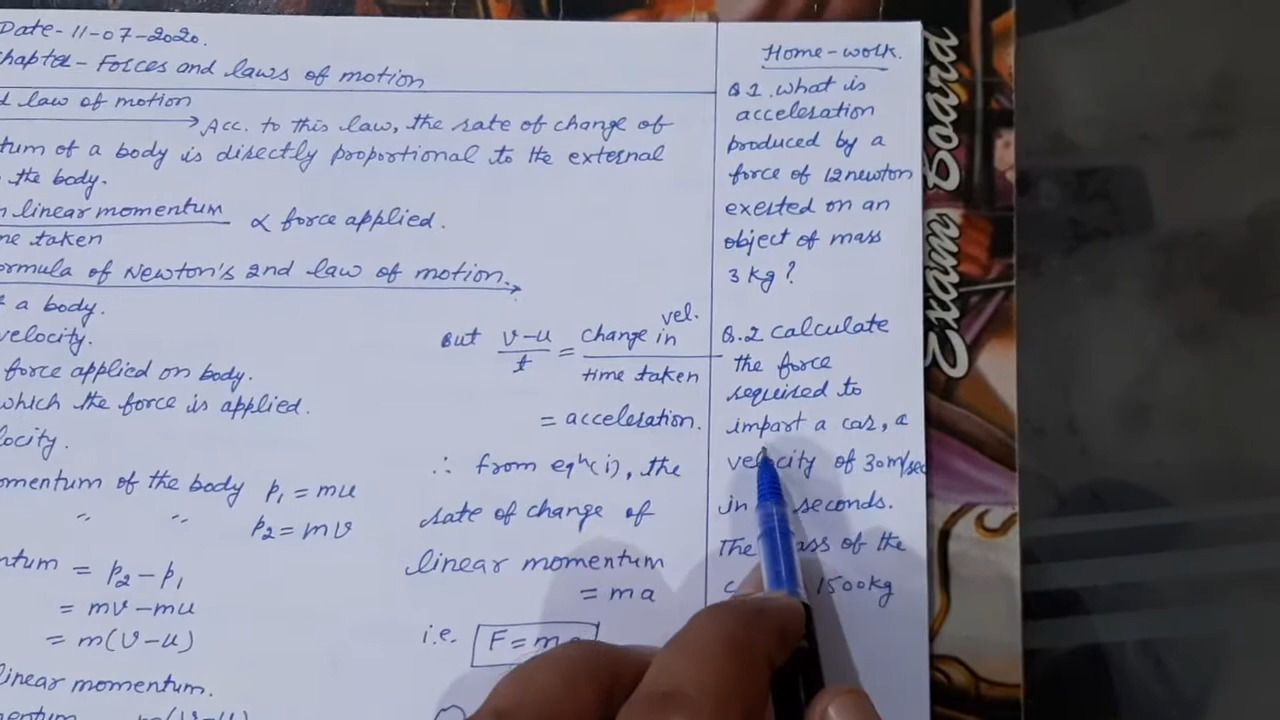 Date-11-07-2020.
Chapter - Forces and laws of motion
law of motion
Acc. to this law, the rate of change of
tum of a body is directly proportional to the external
the body.
linear momentum ∝ force applied.
taken
ormula of Newton's 2nd law of motion.
a body.
velocity.
force applied on body.
which the force is applied.
locity.
omentum of the body p1 = mu
〃 〃 p2 = mv
ntum = p2 - p1
= mv - mu
= m(v-u)
linear momentum.
But v-u/t = change in vel./time taken
= acceleration.
∴ from eqn(i), the
rate of change of
linear momentum
= ma
i.e. F = m
Home-work.
Q.1. what is
acceleration
produced by a
force of 12 newton
exerted on an
object of mass
3 kg?
Q.2 calculate
the force
required to
impart a car, a
velocity of 30m/sec
in seconds.
The ass of the
1500kg
Exam Board